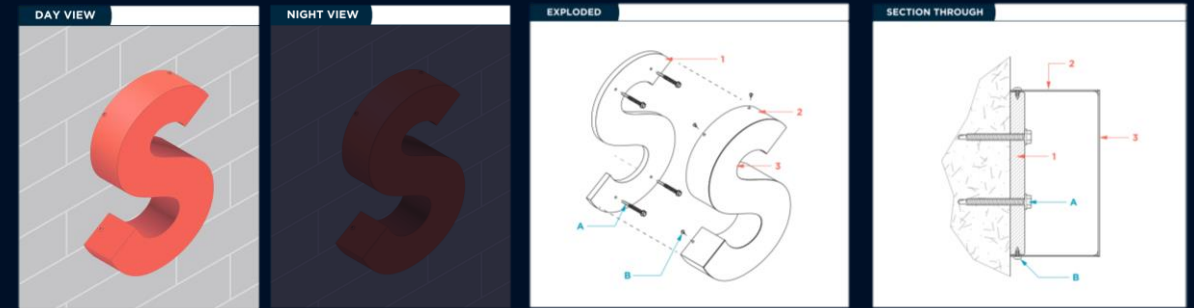 DAY VIEW
NIGHT VIEW
EXPLODED
1
2
3
A
B
SECTION THROUGH
2
3
1
A
B